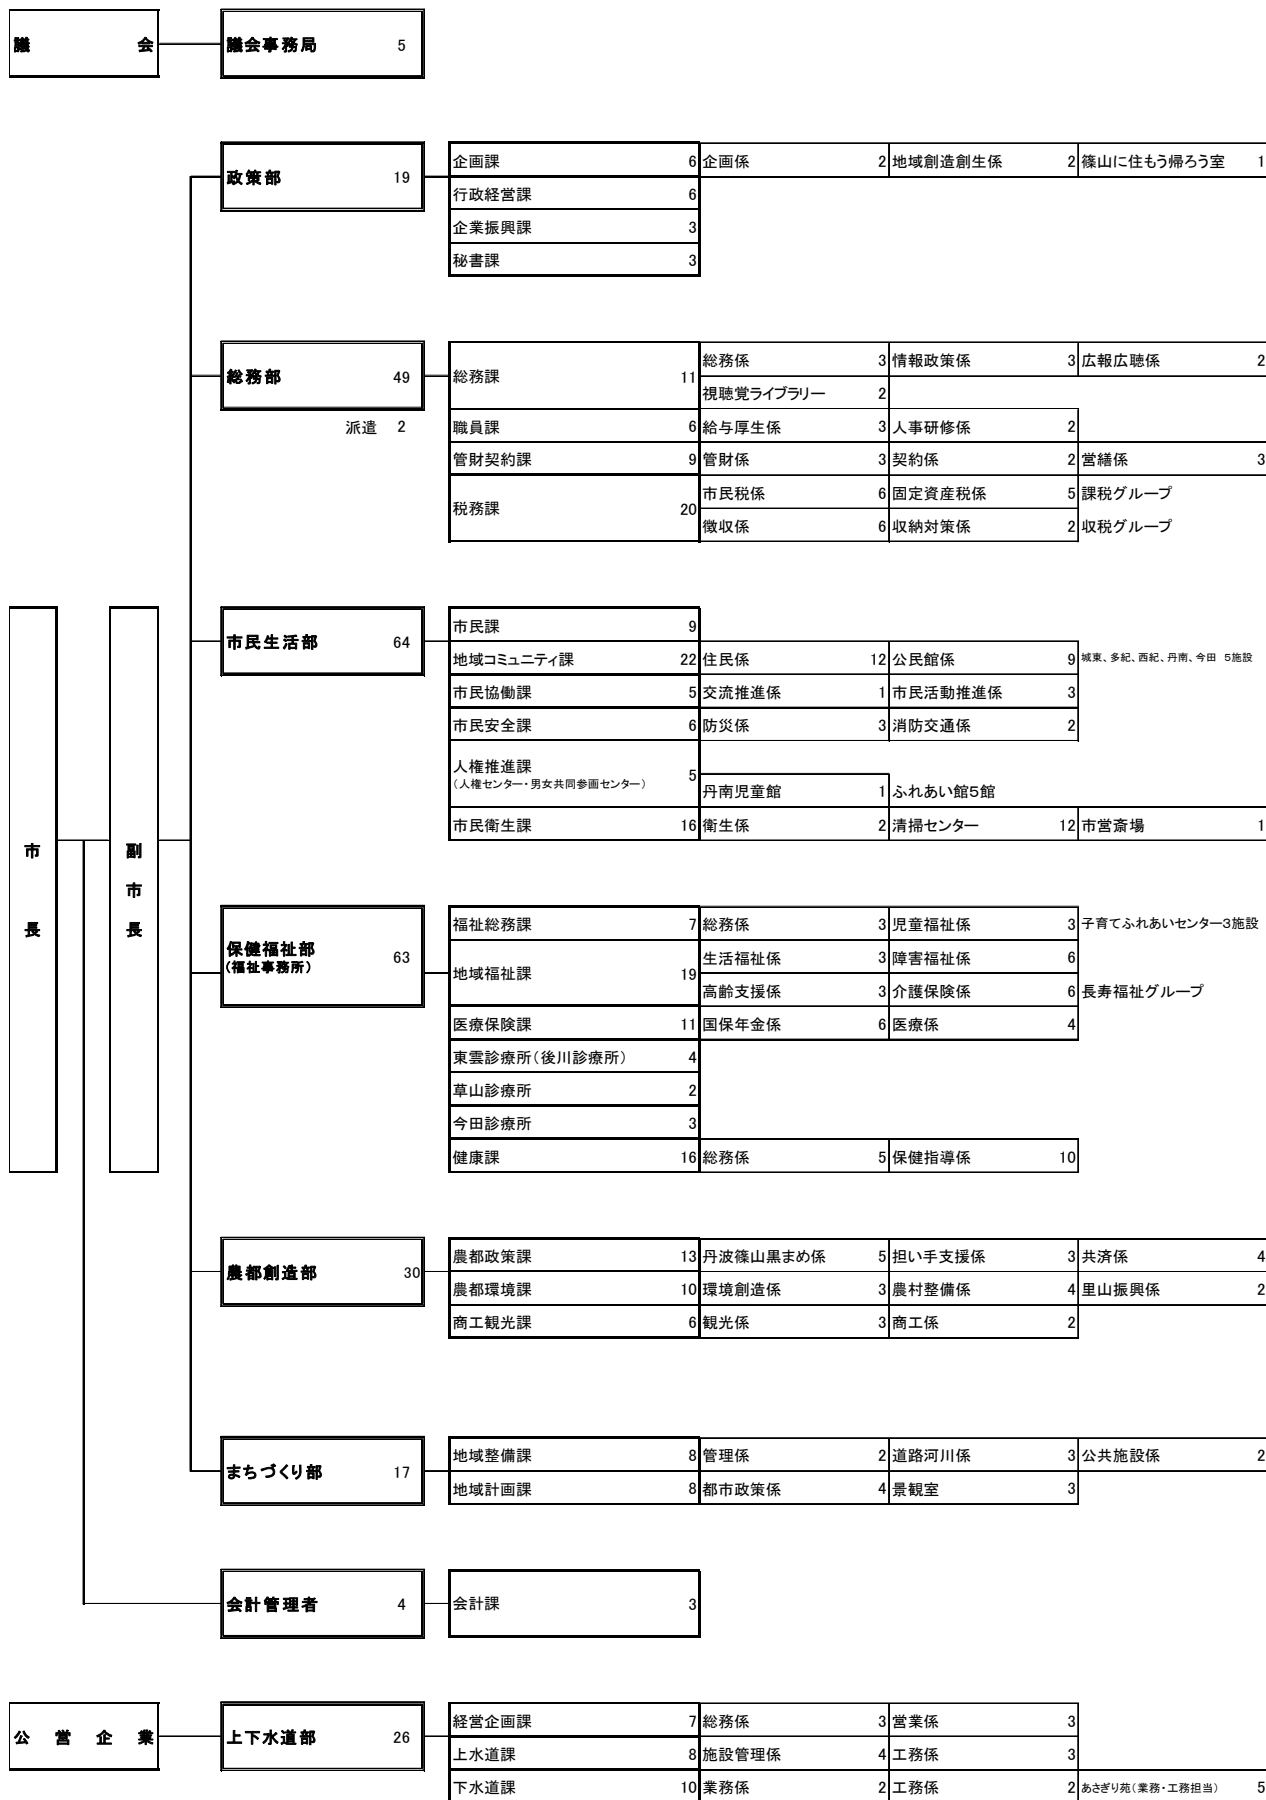 議会 議会事務局 5
企画課 6 企画係 2 地域創造創生係 2 篠山に住もう帰ろう室 1
政策部 19
行政経営課 6
企業振興課 3
秘書課 3
総務係 3 情報政策係 3 広報広聴係 2
総務部 49 総務課 11
視聴覚ライブラリー 2
派遣 2 職員課 6 給与厚生係 3 人事研修係 2
管財契約課 9 管財係 3 契約係 2 営繕係 3
市民税係 6 固定資産税係 5 課税グループ
税務課 20
徴収係 6 収納対策係 2 収税グループ
市民課 9
市民生活部 64
地域コミュニティ課 22 住民係 12 公民館係 9 城東、多紀、西紀、丹南、今田 5施設
市民協働課 5 交流推進係 1 市民活動推進係 3
市民安全課 6 防災係 3 消防交通係 2
人権推進課 5
(人権センター・男女共同参画センター)
丹南児童館 1 ふれあい館5館
市民衛生課 16 衛生係 2 清掃センター 12 市営斎場 1
市長
副市長
福祉総務課 7 総務係 3 児童福祉係 3 子育てふれあいセンター3施設
保健福祉部 63
(福祉事務所)
生活福祉係 3 障害福祉係 6
地域福祉課 19
高齢支援係 3 介護保険係 6 長寿福祉グループ
医療保険課 11 国保年金係 6 医療係 4
東雲診療所(後川診療所) 4
草山診療所 2
今田診療所 3
健康課 16 総務係 5 保健指導係 10
農都政策課 13 丹波篠山黒まめ係 5 担い手支援係 3 共済係 4
農都創造部 30
農都環境課 10 環境創造係 3 農村整備係 4 里山振興係 2
商工観光課 6 観光係 3 商工係 2
地域整備課 8 管理係 2 道路河川係 3 公共施設係 2
まちづくり部 17
地域計画課 8 都市政策係 4 景観室 3
会計管理者 4 会計課 3
経営企画課 7 総務係 3 営業係 3
公営企業 上下水道部 26
上水道課 8 施設管理係 4 工務係 3
下水道課 10 業務係 2 工務係 2 あさぎり苑(業務・工務担当) 5